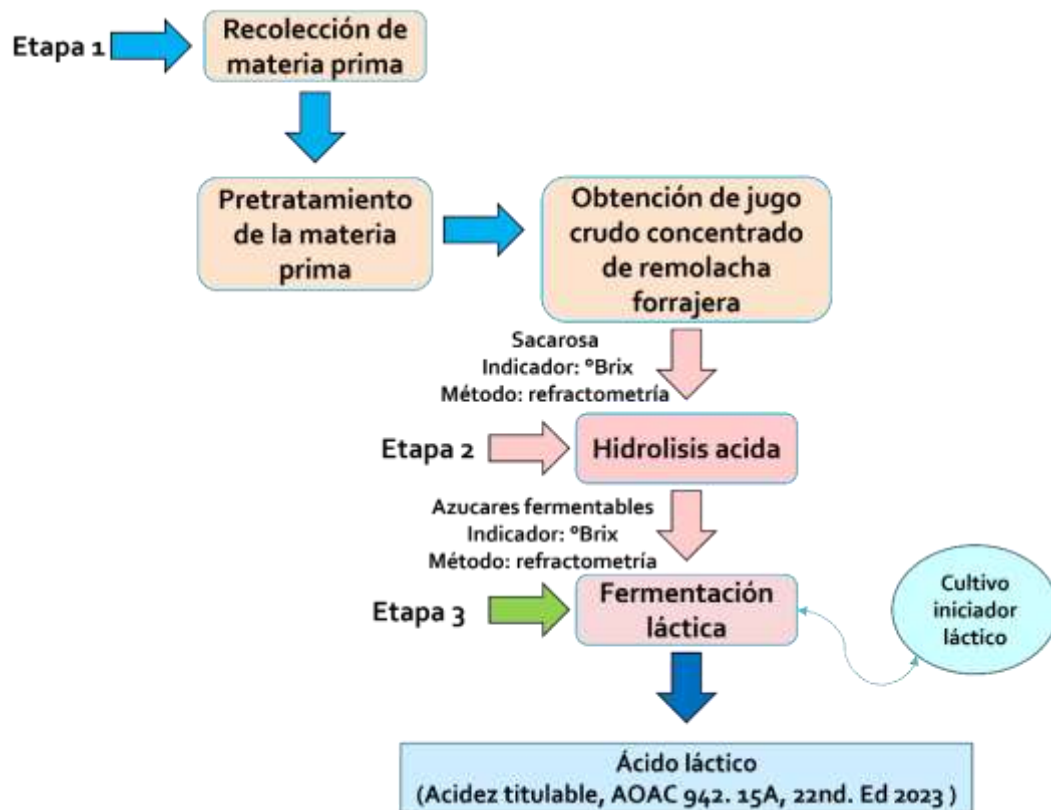 Etapa 1
Recolección de
materia prima
Pretratamiento
de la materia
prima
Obtención de jugo
crudo concentrado
de remolacha
forrajera
Sacarosa
Indicador: °Brix
Método: refractometría
Etapa 2
Hidrolisis acida
Azucares fermentables
Indicador: °Brix
Método: refractometría
Etapa 3
Fermentación
láctica
Cultivo
iniciador
láctico
Ácido láctico
(Acidez titulable, AOAC 942. 15A, 22nd. Ed 2023 )